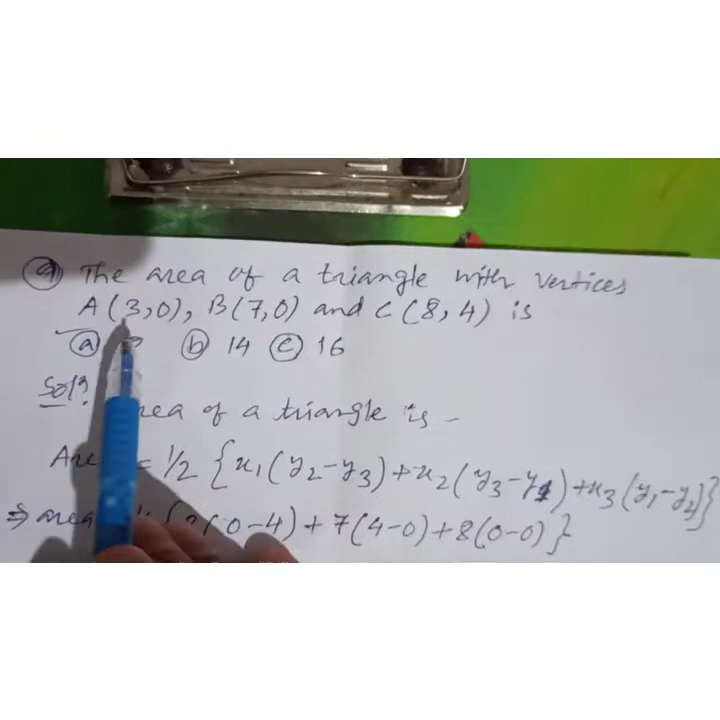 9 The area of a triangle with vertices
A(3,0), B(7,0) and C(8,4) is
(a) (b) 14 (c) 16
Sol?.
of a triangle is -
= 1/2 {x1(y2-y3)+x2(y3-y1)+x3(y1-y2)}
⇒ area (0-4)+7(4-0)+8(0-0)}